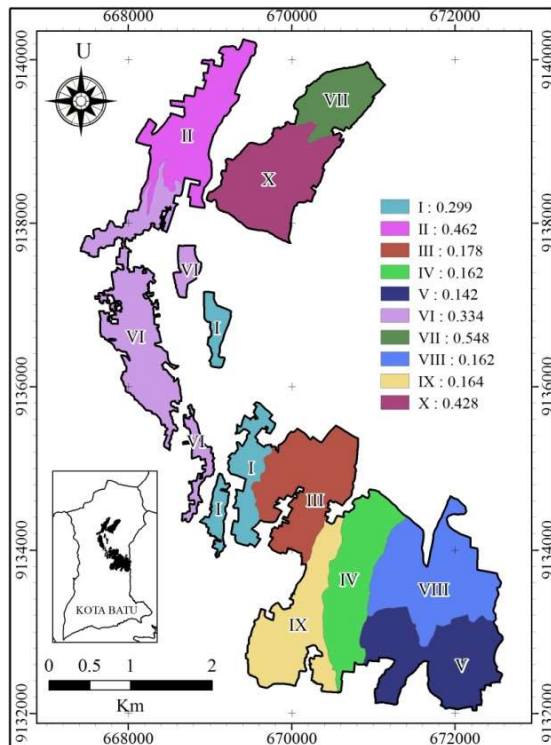 668000 670000 672000
9140000 9140000
U
VII
II
X
9138000 9138000
I : 0.299
II : 0.462
III : 0.178
IV : 0.162
V : 0.142
VI : 0.334
VII : 0.548
VIII : 0.162
IX : 0.164
X : 0.428
VI
I
VI
9136000 9136000
VI
I
III
I
9134000 9134000
IV
VIII
IX
V
KOTA BATU
0 0.5 1 2
Km
9132000 9132000
668000 670000 672000